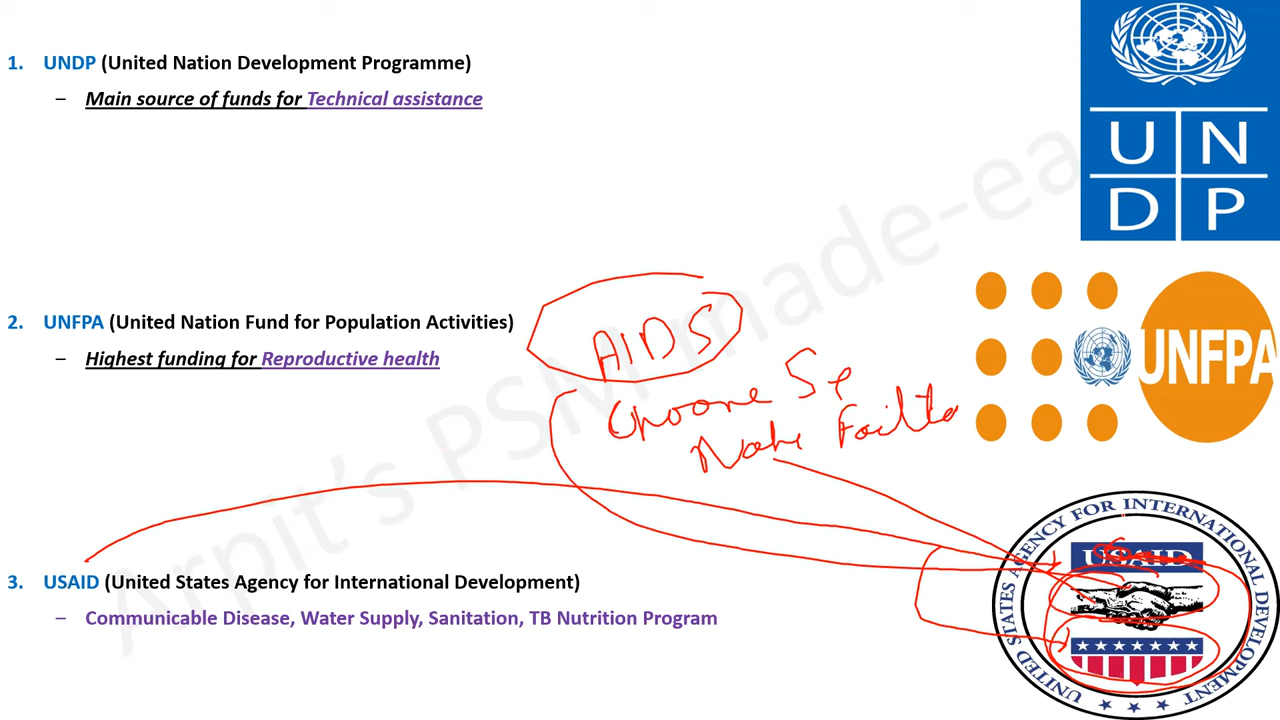 1. UNDP (United Nation Development Programme)
– Main source of funds for Technical assistance
U N
D P
2. UNFPA (United Nation Fund for Population Activities)
– Highest funding for Reproductive health
AIDS
UNFPA
Arpit's PSM made-ea
3. USAID (United States Agency for International Development)
– Communicable Disease, Water Supply, Sanitation, TB Nutrition Program
UNITED STATES AGENCY FOR INTERNATIONAL DEVELOPMENT
USAID